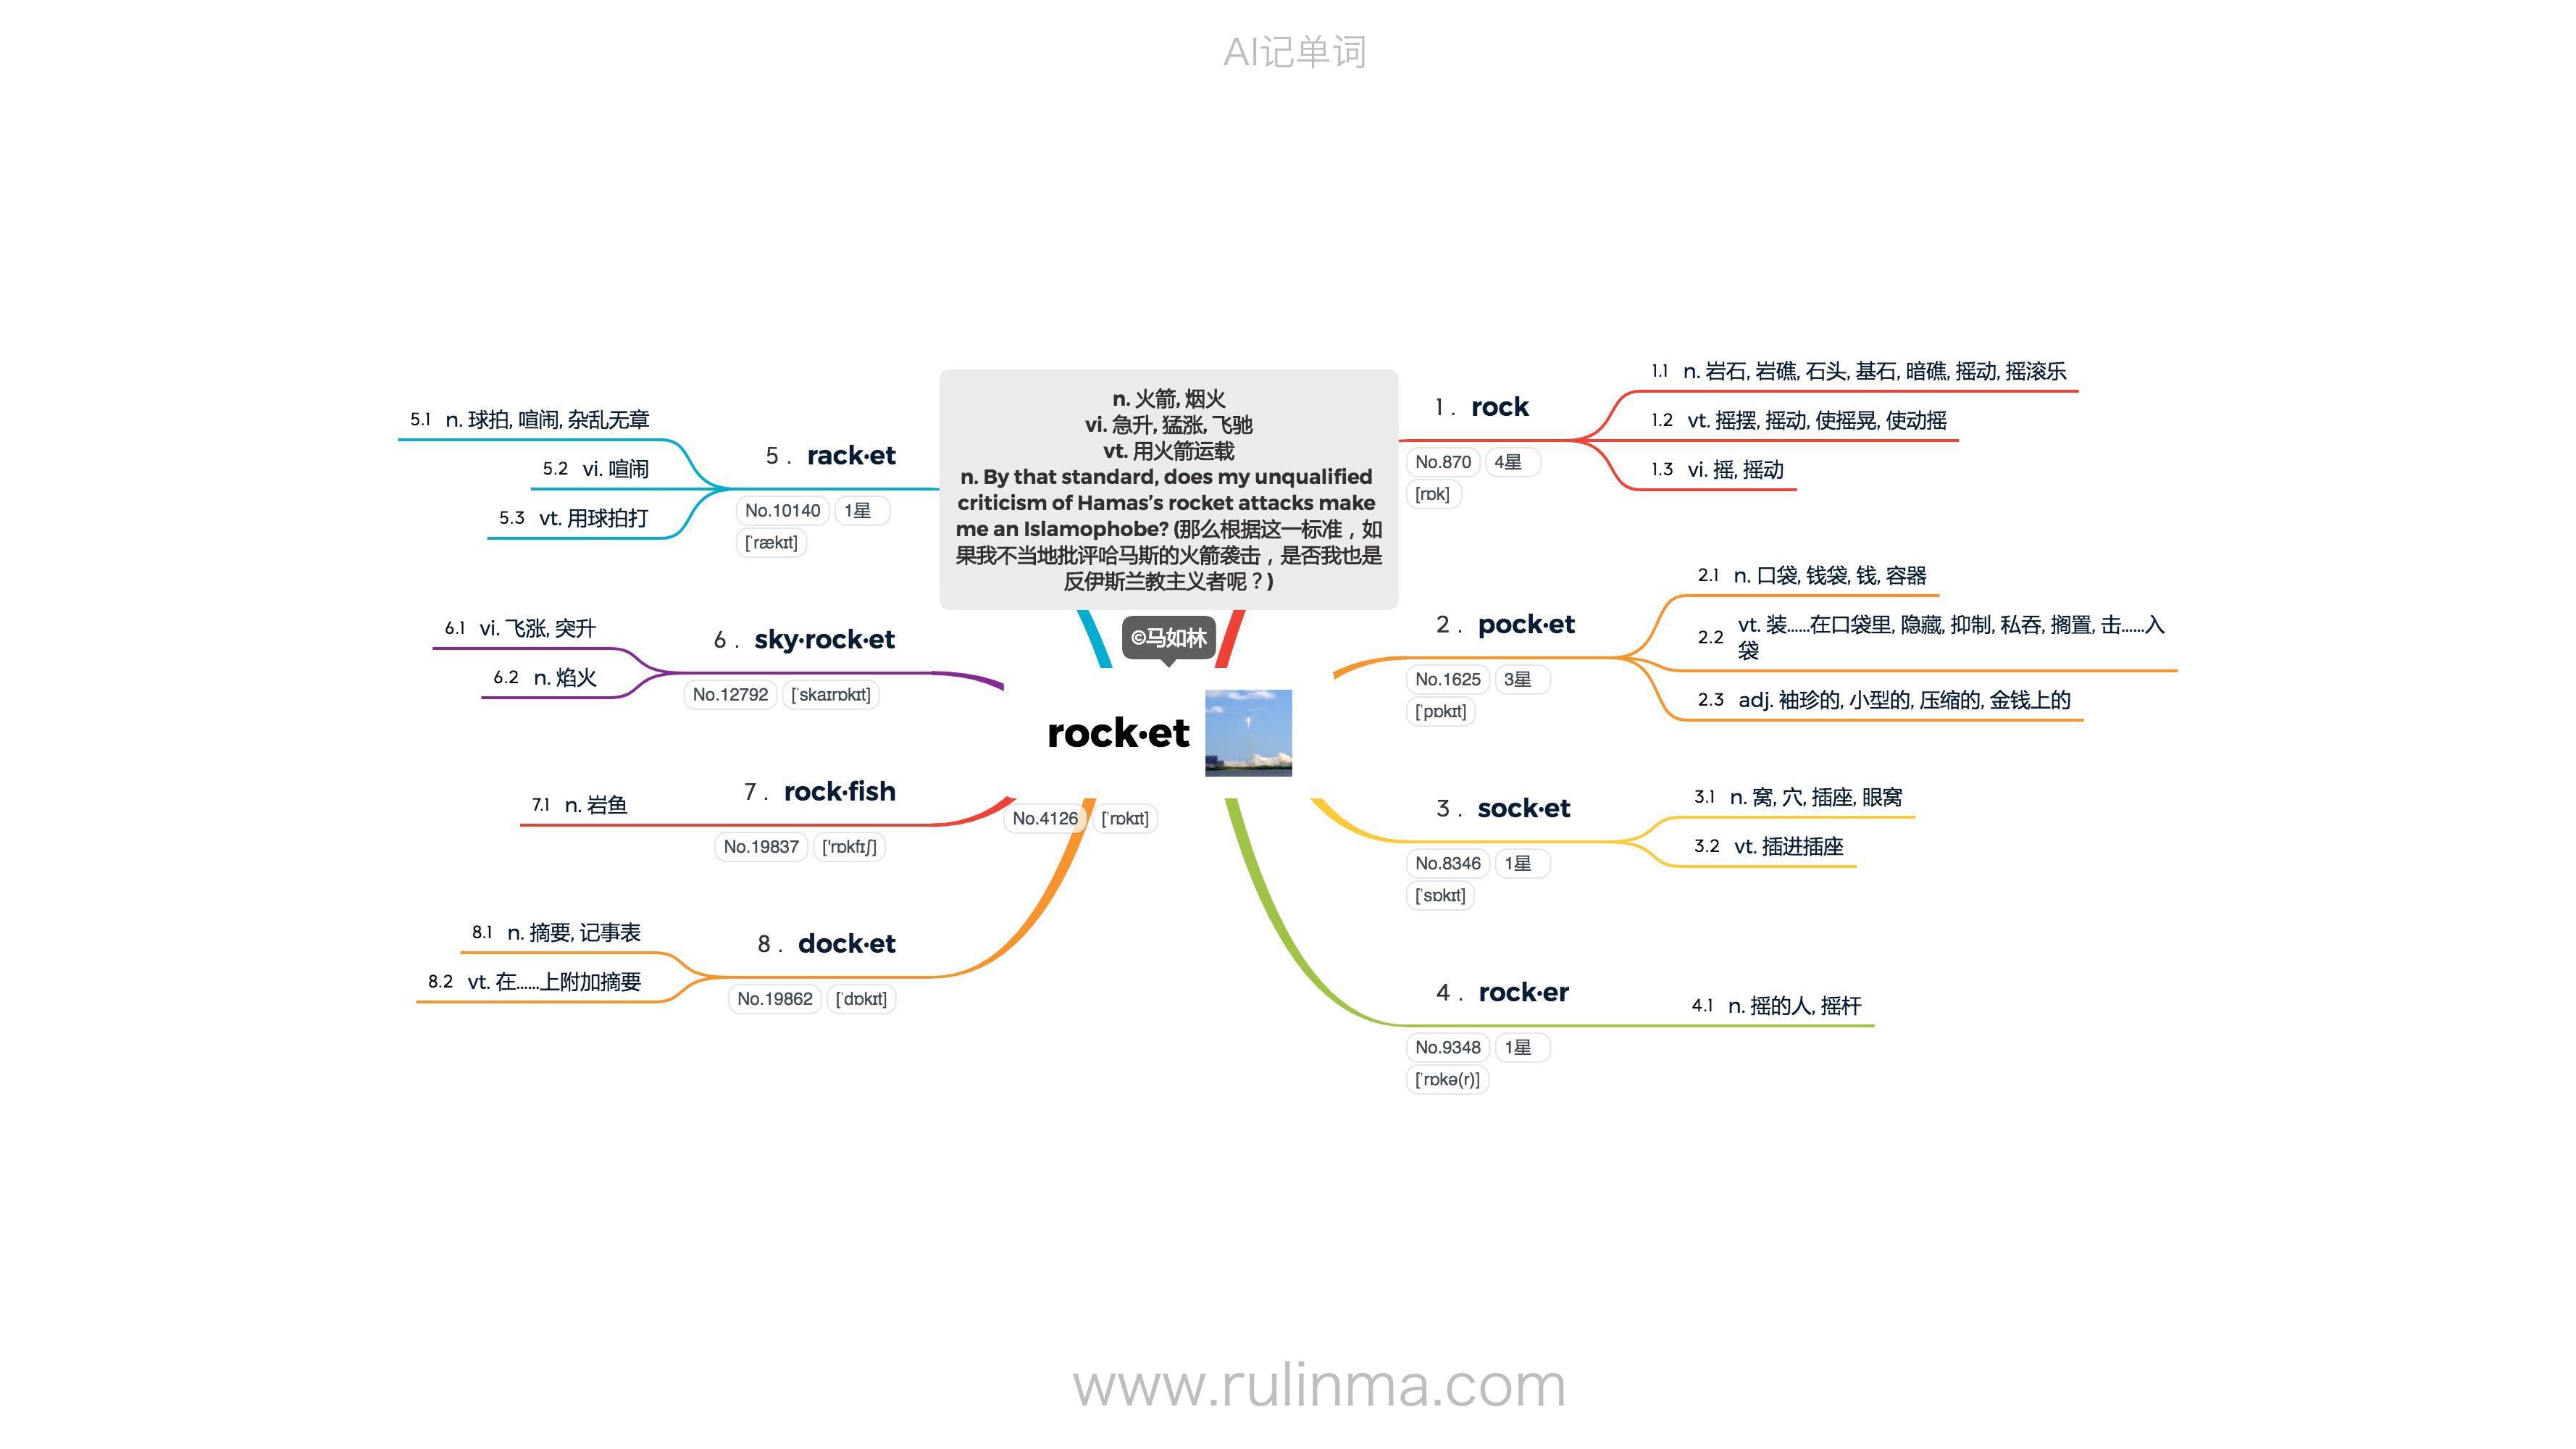 AI记单词
n. 火箭, 烟火
vi. 急升, 猛涨, 飞驰
vt. 用火箭运载
n. By that standard, does my unqualified
criticism of Hamas’s rocket attacks make
me an Islamophobe? (那么根据这一标准，如
果我不当地批评哈马斯的火箭袭击，是否我也是
反伊斯兰教主义者呢？)
©马如林
rock·et
No.4126 [ˈrɒkɪt]
1. rock
No.870 4星
[rɒk]
1.1 n. 岩石, 岩礁, 石头, 基石, 暗礁, 摇动, 摇滚乐
1.2 vt. 摇摆, 摇动, 使摇晃, 使动摇
1.3 vi. 摇, 摇动
2. pock·et
No.1625 3星
[ˈpɒkɪt]
2.1 n. 口袋, 钱袋, 钱, 容器
2.2 vt. 装……在口袋里, 隐藏, 抑制, 私吞, 搁置, 击……入
袋
2.3 adj. 袖珍的, 小型的, 压缩的, 金钱上的
3. sock·et
No.8346 1星
[ˈsɒkɪt]
3.1 n. 窝, 穴, 插座, 眼窝
3.2 vt. 插进插座
4. rock·er
No.9348 1星
[ˈrɒkə(r)]
4.1 n. 摇的人, 摇杆
5. rack·et
No.10140 1星
[ˈrækɪt]
5.1 n. 球拍, 喧闹, 杂乱无章
5.2 vi. 喧闹
5.3 vt. 用球拍打
6. sky·rock·et
No.12792 [ˈskaɪrɒkɪt]
6.1 vi. 飞涨, 突升
6.2 n. 焰火
7. rock·fish
No.19837 ['rɒkfɪʃ]
7.1 n. 岩鱼
8. dock·et
No.19862 [ˈdɒkɪt]
8.1 n. 摘要, 记事表
8.2 vt. 在……上附加摘要
www.rulinma.com